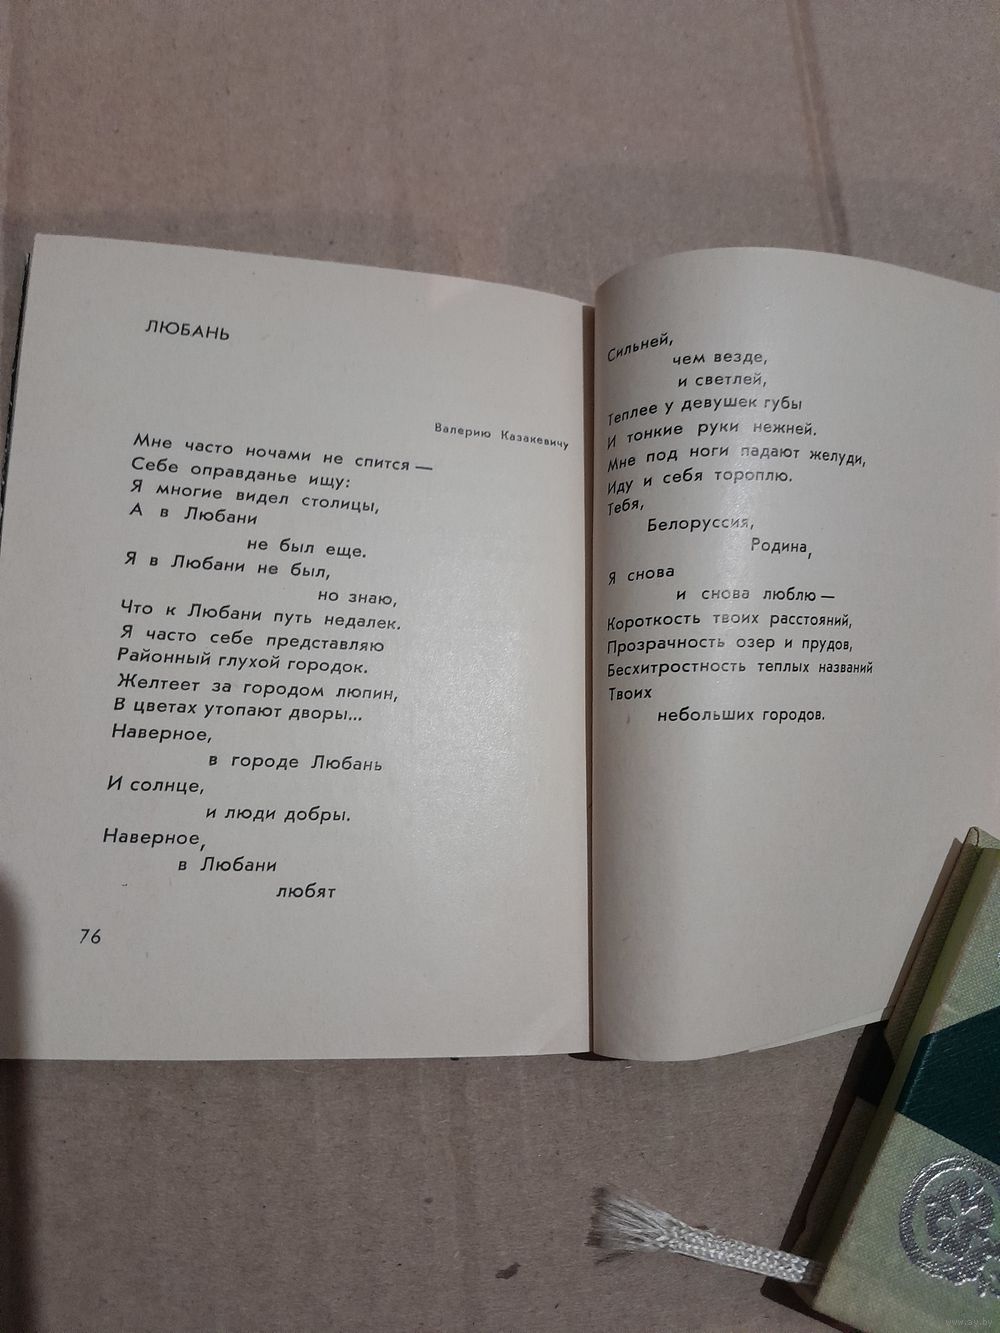 ЛЮБАНЬ
Валерию Казакевичу
Мне часто ночами не спится —
Себе оправданье ищу:
Я многие видел столицы,
А в Любани
не был еще.
Я в Любани не был,
но знаю,
Что к Любани путь недалек.
Я часто себе представляю
Районный глухой городок.
Желтеет за городом люпин,
В цветах утопают дворы...
Наверное,
в городе Любань
И солнце,
и люди добры.
Наверное,
в Любани
любят
76
Сильней,
чем везде,
и светлей,
Теплее у девушек губы
И тонкие руки нежней.
Мне под ноги падают желуди,
Иду и себя тороплю.
Тебя,
Белоруссия,
Родина,
Я снова
и снова люблю —
Короткость твоих расстояний,
Прозрачность озер и прудов,
Бесхитростность теплых названий
Твоих
небольших городов.
www.ay.by